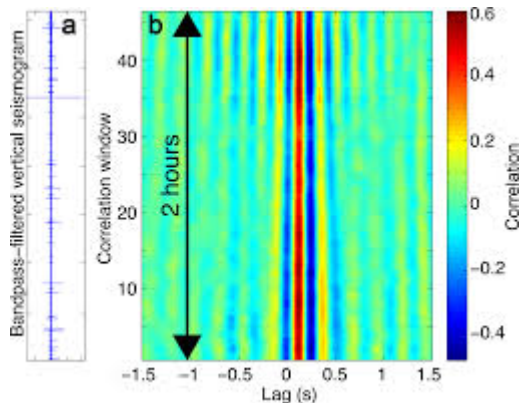 a
b
Bandpass-filtered vertical seismogram
Correlation window
40
30
20
10
2 hours
-1.5
-1
-0.5
0
0.5
1
1.5
Lag (s)
0.6
0.4
0.2
0
-0.2
-0.4
Correlation